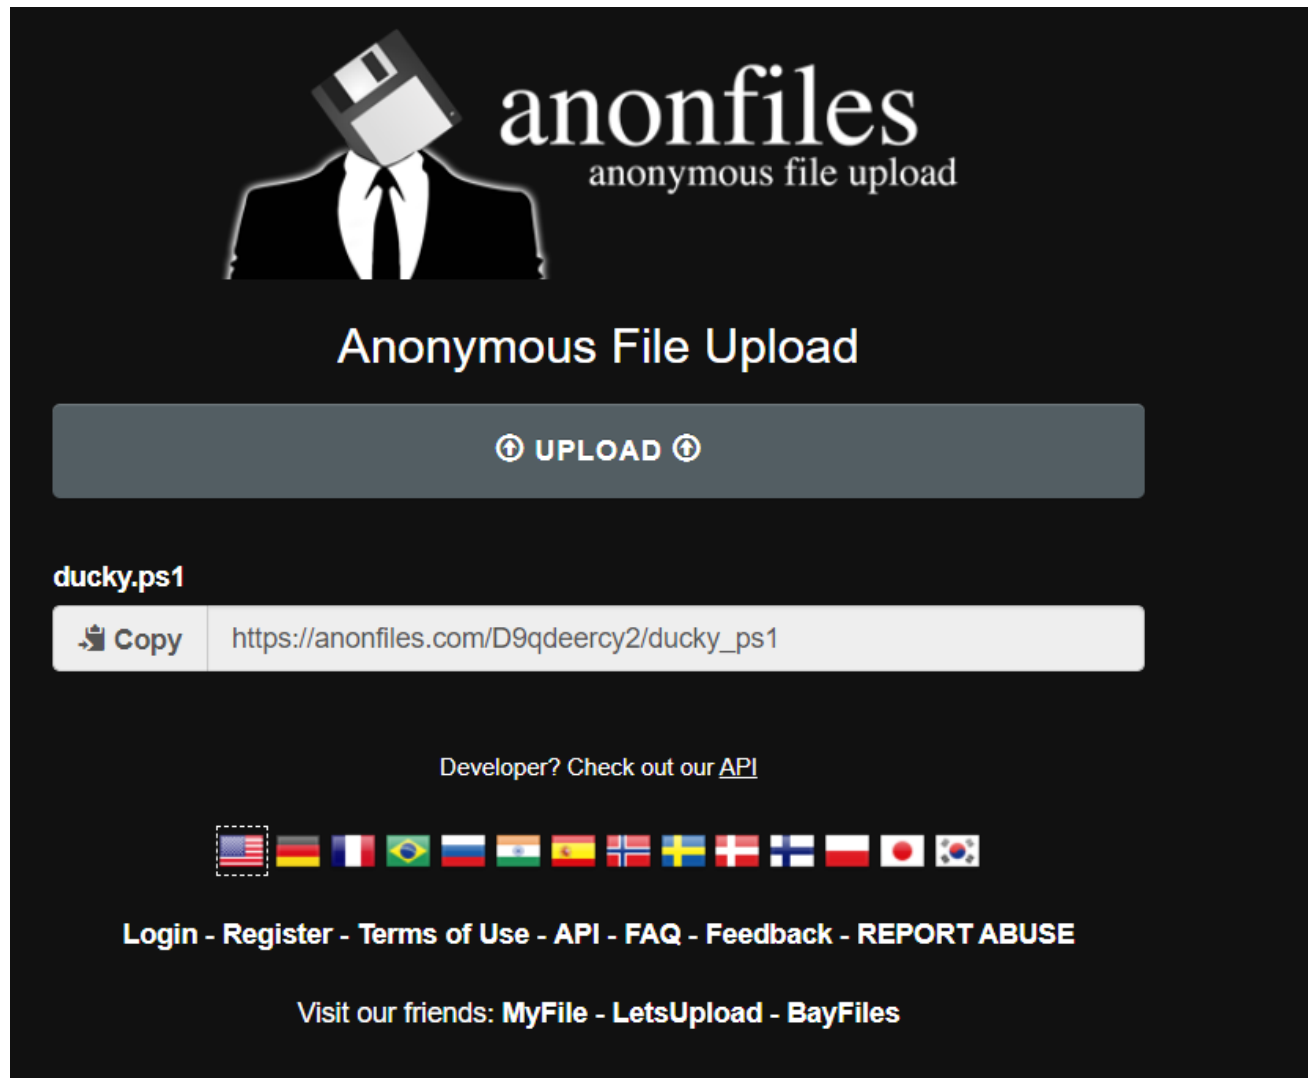 anonfiles
anonymous file upload
Anonymous File Upload
UPLOAD
ducky.ps1
Copy https://anonfiles.com/D9qdeercy2/ducky_ps1
Developer? Check out our API
Login - Register - Terms of Use - API - FAQ - Feedback - REPORT ABUSE
Visit our friends: MyFile - LetsUpload - BayFiles